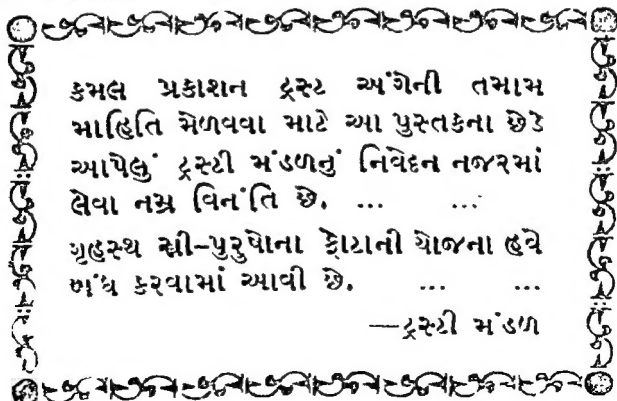 કમલ પ્રકાશન ટ્રસ્ટ અંગેની તમામ
માહિતિ મેળવવા માટે આ પુસ્તકના છેડે
આપેલું ટ્રસ્ટી મંડળનું નિવેદન નજરમાં
લેવા નમ્ર વિનંતિ છે. ... ...
ગૃહસ્થ સ્ત્રી-પુરુષોના ફોટાની યોજના હવે
બંધ કરવામાં આવી છે. ... ...
—ટ્રસ્ટી મંડળ